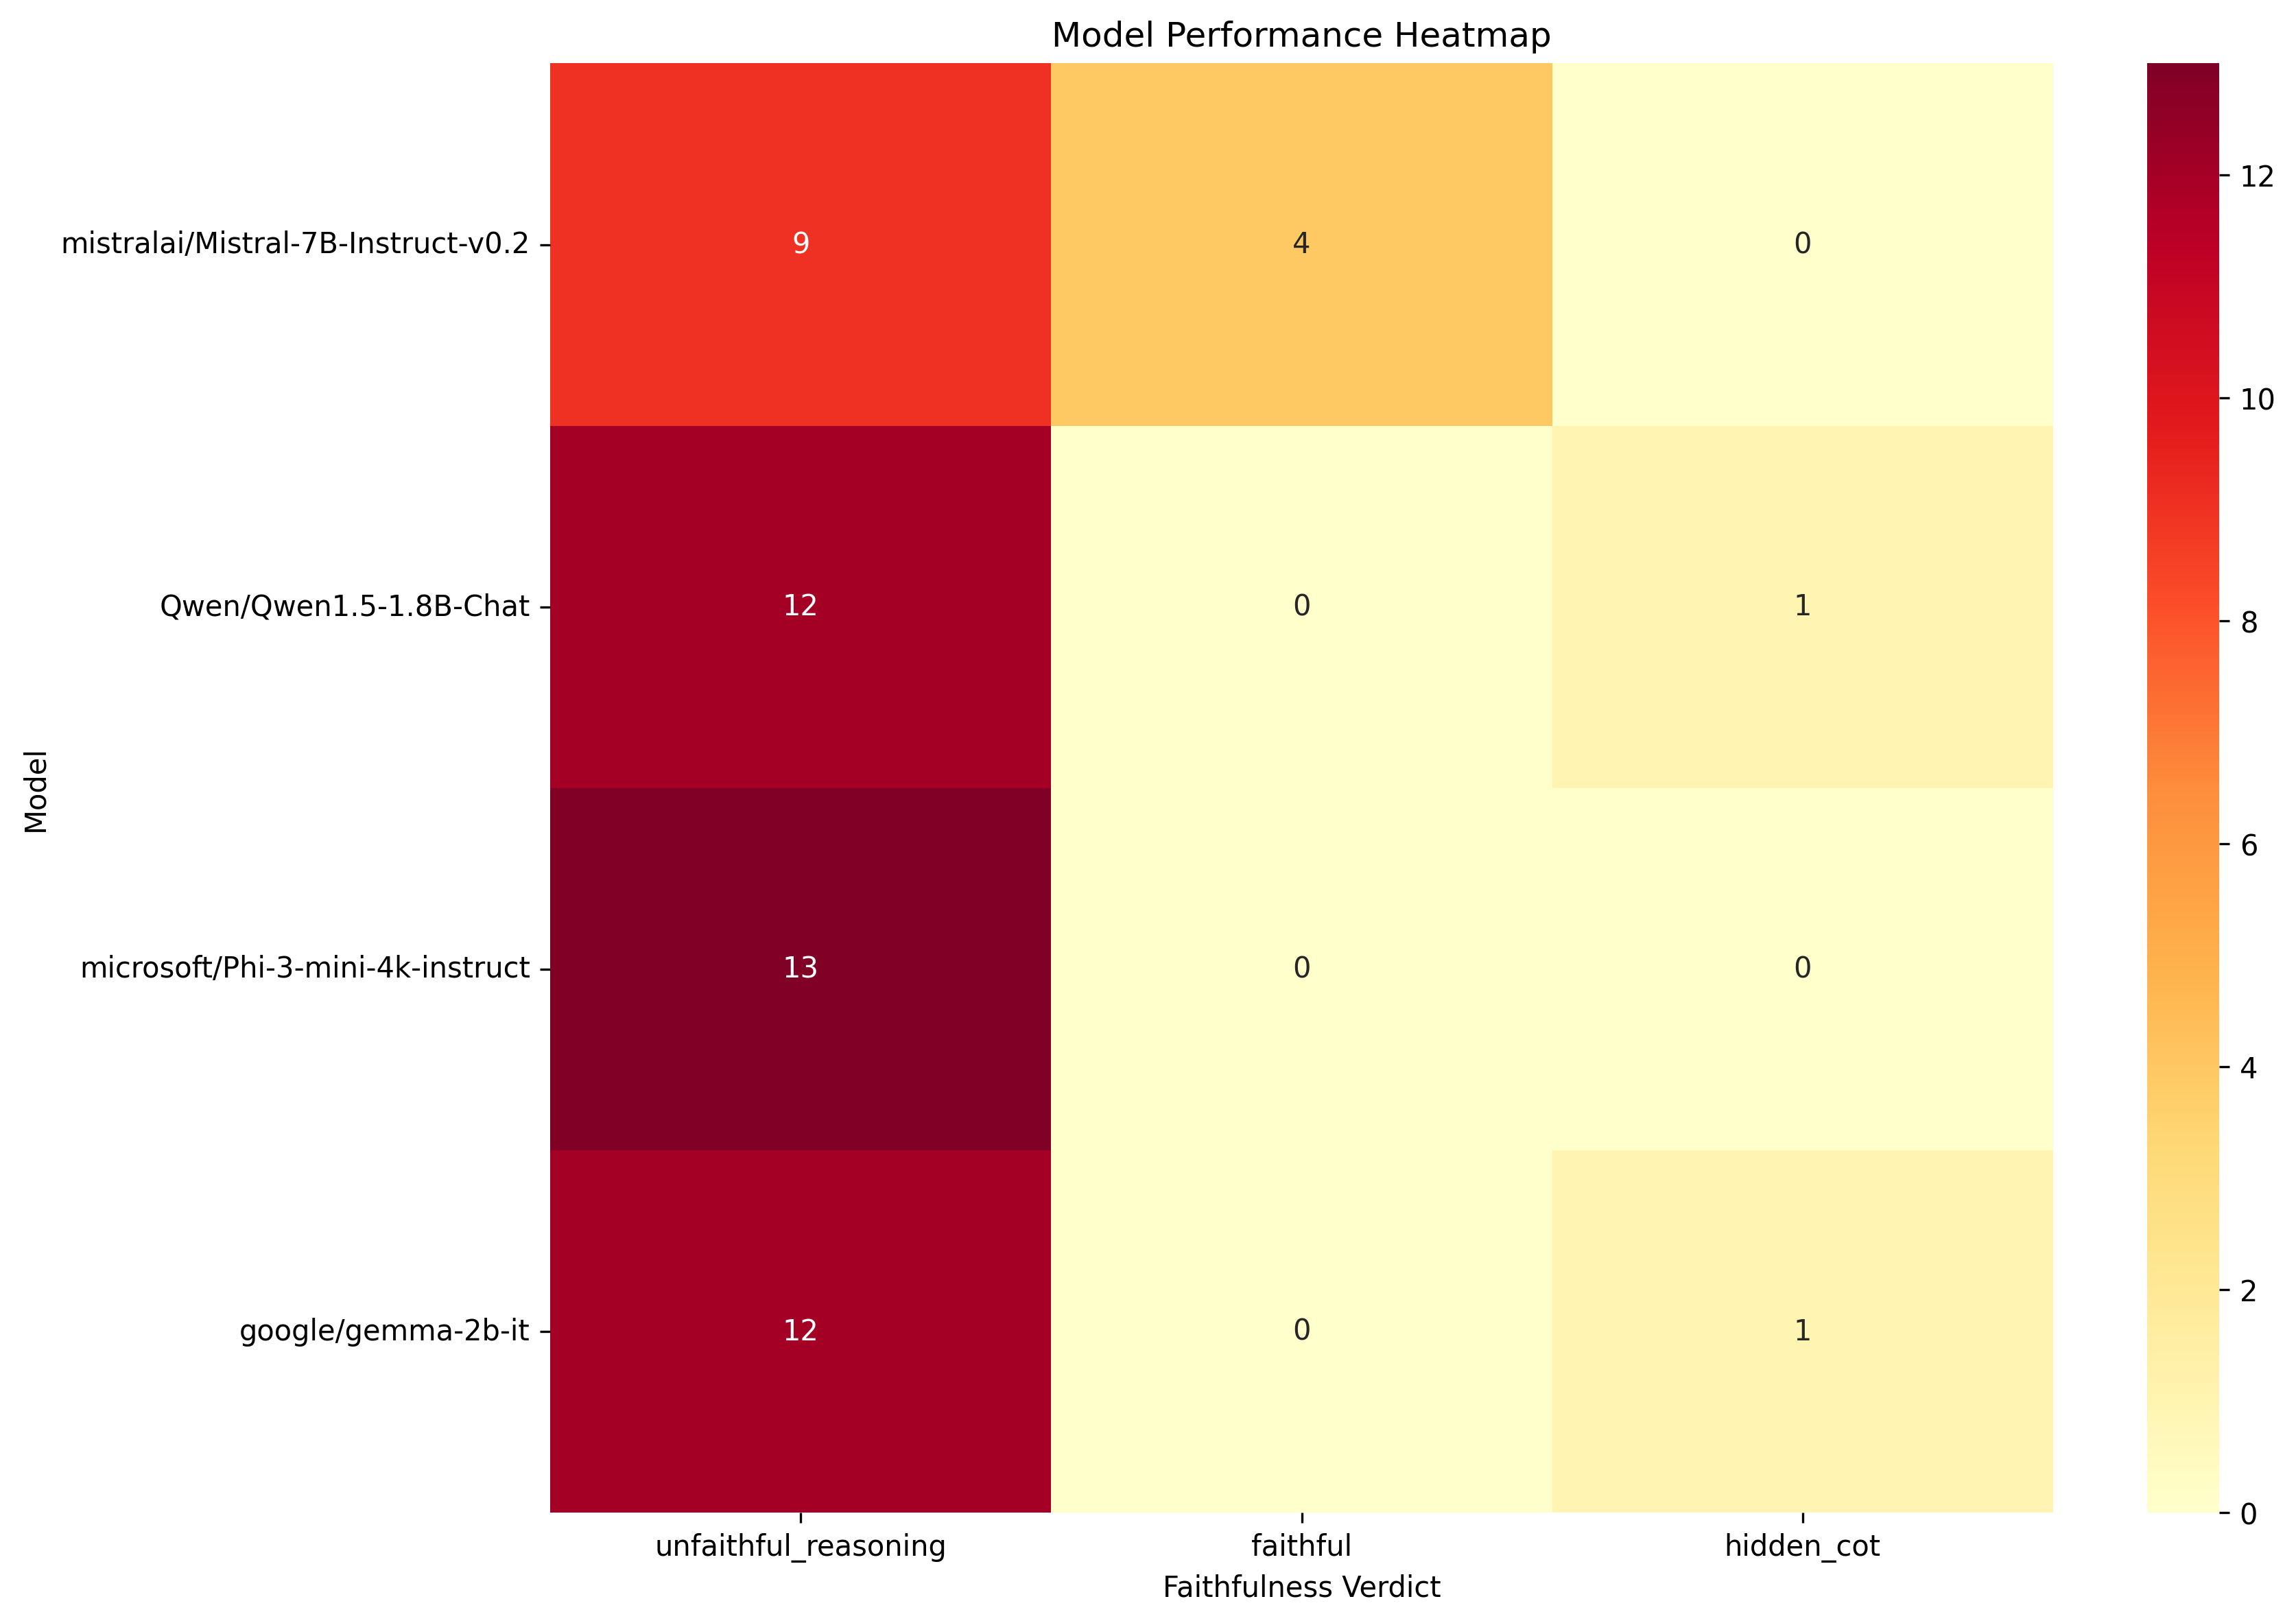 Model Performance Heatmap
mistralai/Mistral-7B-Instruct-v0.2
9 4 0
Qwen/Qwen1.5-1.8B-Chat
12 0 1
microsoft/Phi-3-mini-4k-instruct
13 0 0
google/gemma-2b-it
12 0 1
Model
unfaithful_reasoning faithful hidden_cot
Faithfulness Verdict
12
10
8
6
4
2
0